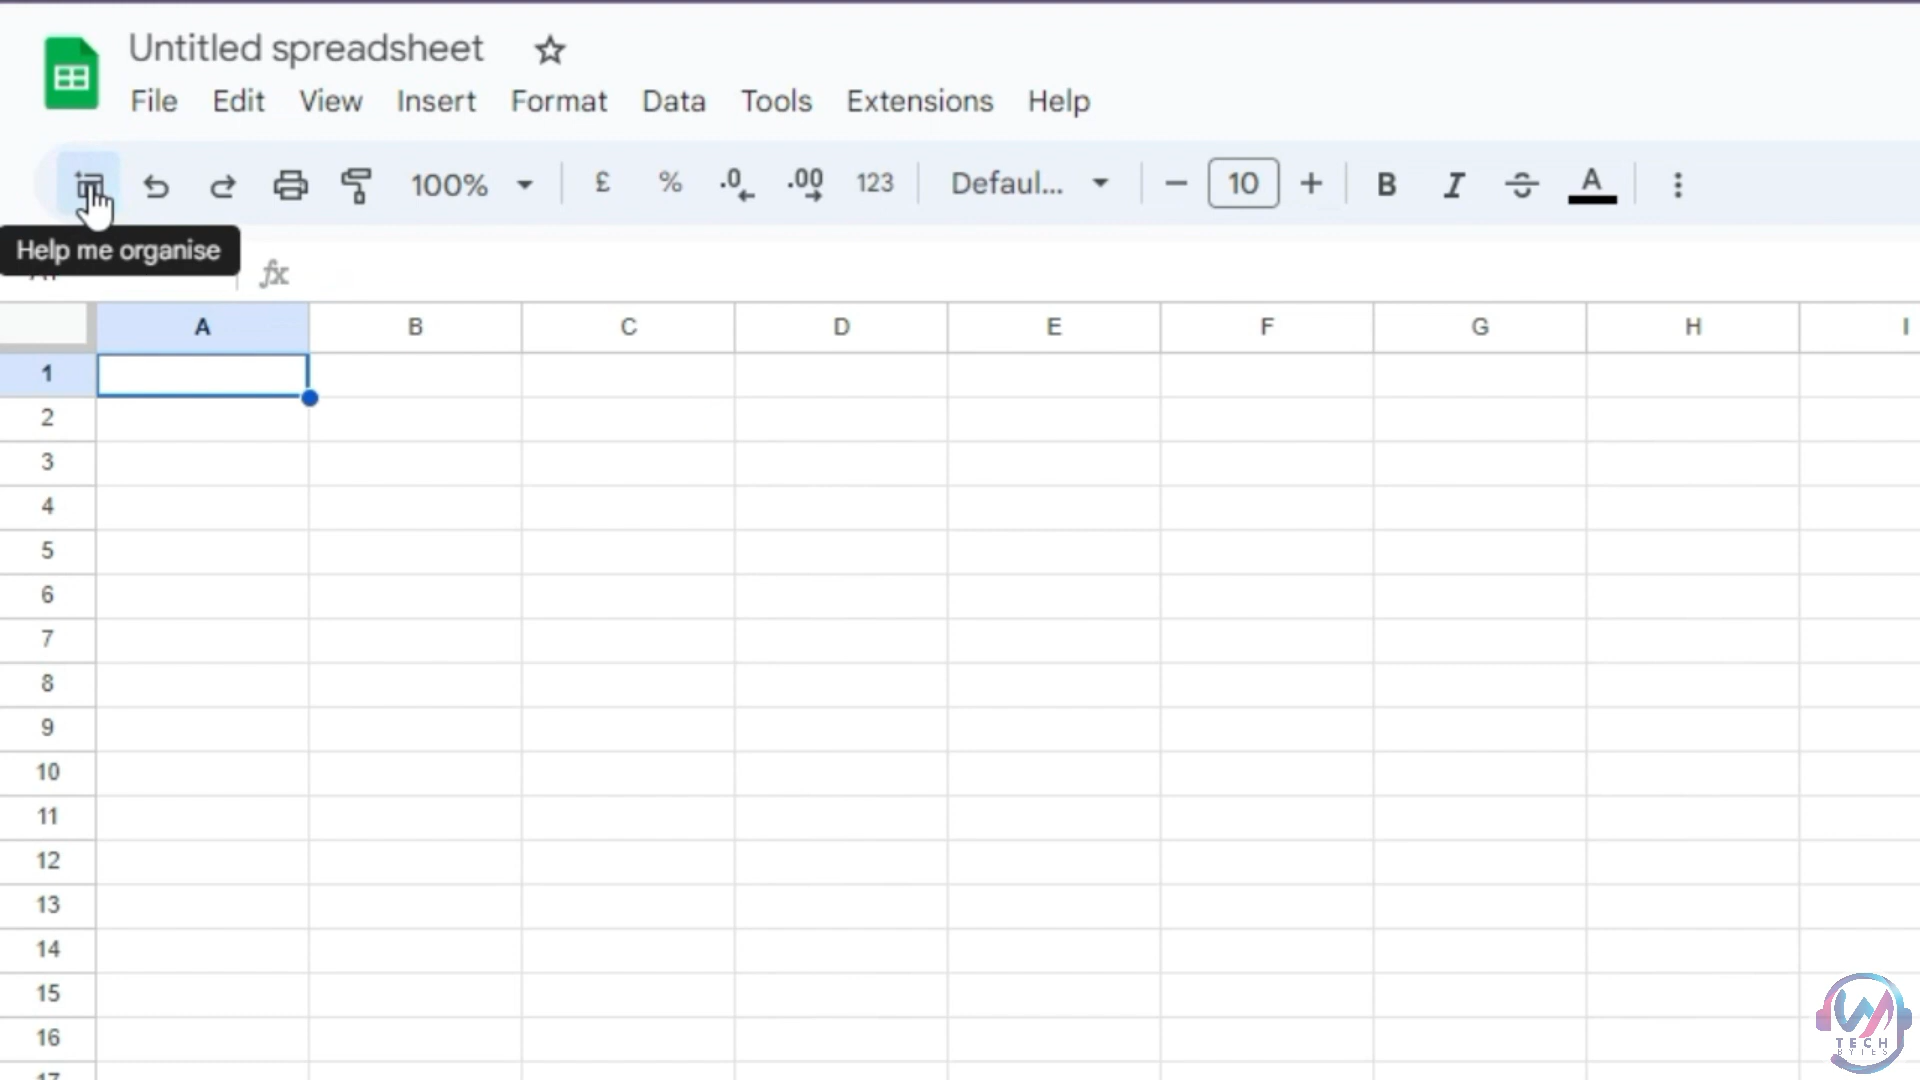 Untitled spreadsheet
File Edit View Insert Format Data Tools Extensions Help
100% £ % .0 .00 123 Defaul... 10 B I S A
Help me organise
fx
A B C D E F G H I
1
2
3
4
5
6
7
8
9
10
11
12
13
14
15
16
TECH
BYTES